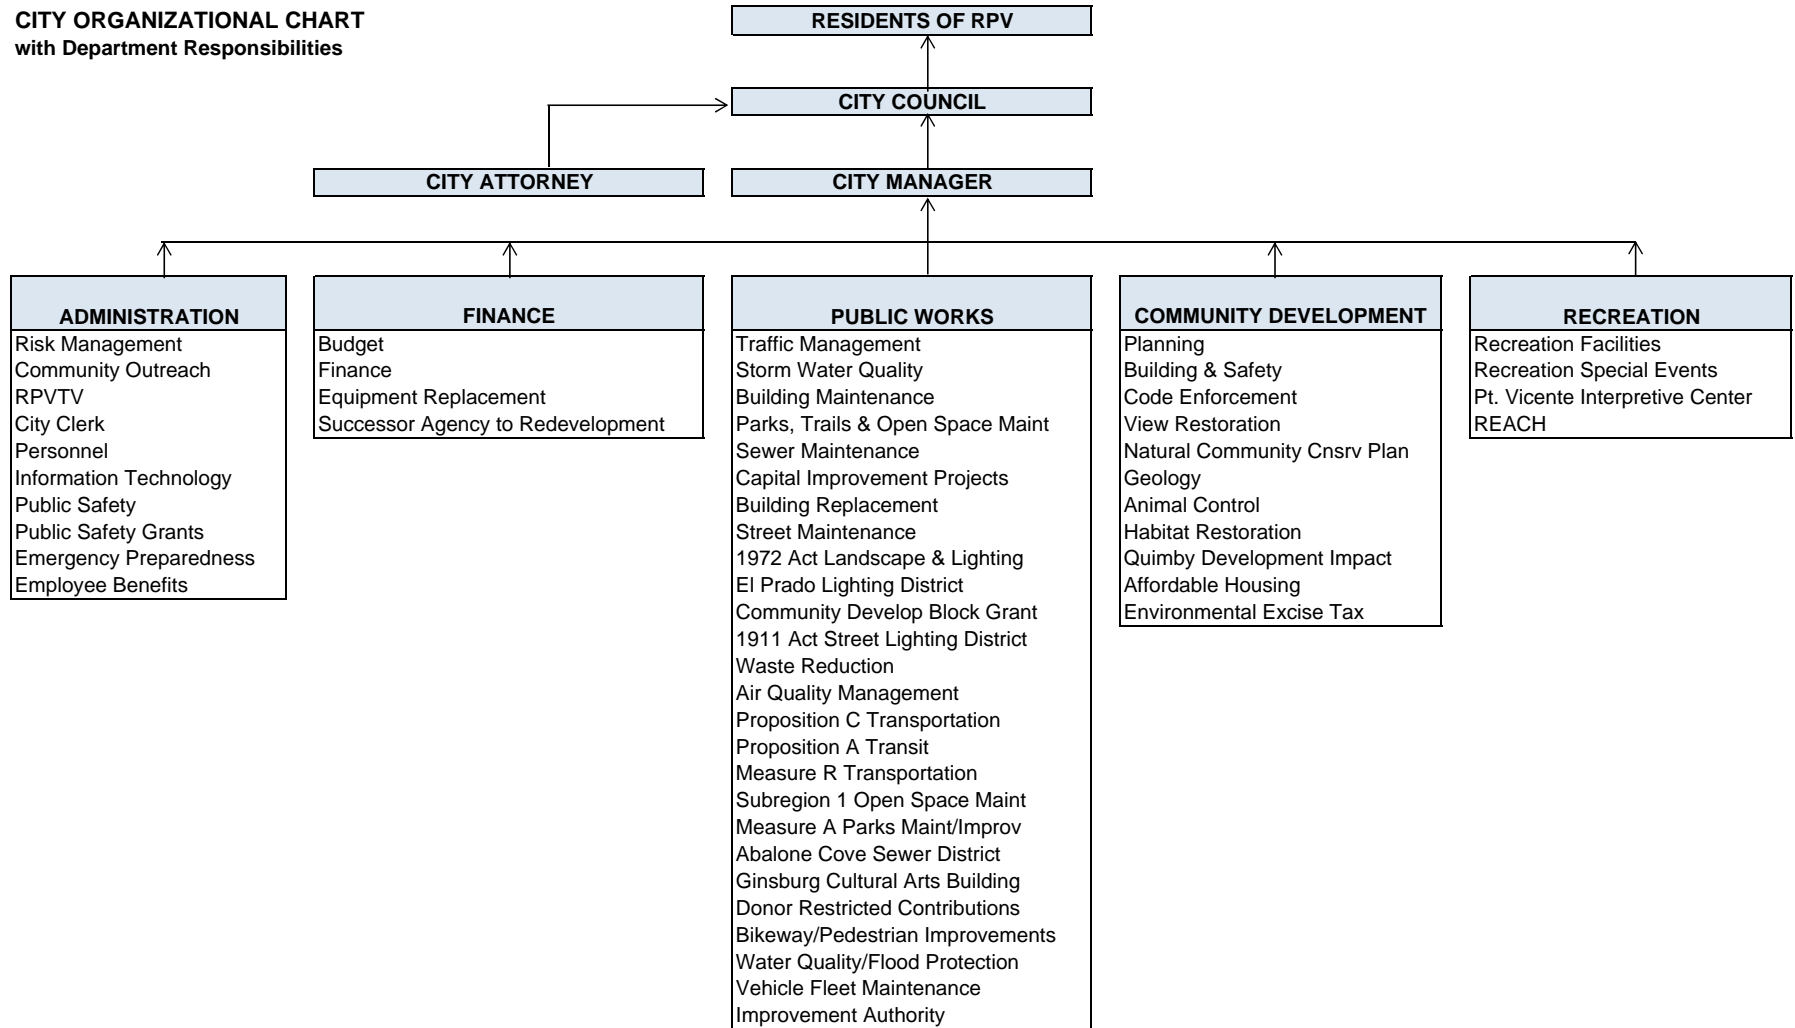 CITY ORGANIZATIONAL CHART
with Department Responsibilities
RESIDENTS OF RPV
CITY COUNCIL
CITY ATTORNEY
CITY MANAGER
ADMINISTRATION
Risk Management
Community Outreach
RPVTV
City Clerk
Personnel
Information Technology
Public Safety
Public Safety Grants
Emergency Preparedness
Employee Benefits
FINANCE
Budget
Finance
Equipment Replacement
Successor Agency to Redevelopment
PUBLIC WORKS
Traffic Management
Storm Water Quality
Building Maintenance
Parks, Trails & Open Space Maint
Sewer Maintenance
Capital Improvement Projects
Building Replacement
Street Maintenance
1972 Act Landscape & Lighting
El Prado Lighting District
Community Develop Block Grant
1911 Act Street Lighting District
Waste Reduction
Air Quality Management
Proposition C Transportation
Proposition A Transit
Measure R Transportation
Subregion 1 Open Space Maint
Measure A Parks Maint/Improv
Abalone Cove Sewer District
Ginsburg Cultural Arts Building
Donor Restricted Contributions
Bikeway/Pedestrian Improvements
Water Quality/Flood Protection
Vehicle Fleet Maintenance
Improvement Authority
COMMUNITY DEVELOPMENT
Planning
Building & Safety
Code Enforcement
View Restoration
Natural Community Cnsrv Plan
Geology
Animal Control
Habitat Restoration
Quimby Development Impact
Affordable Housing
Environmental Excise Tax
RECREATION
Recreation Facilities
Recreation Special Events
Pt. Vicente Interpretive Center
REACH